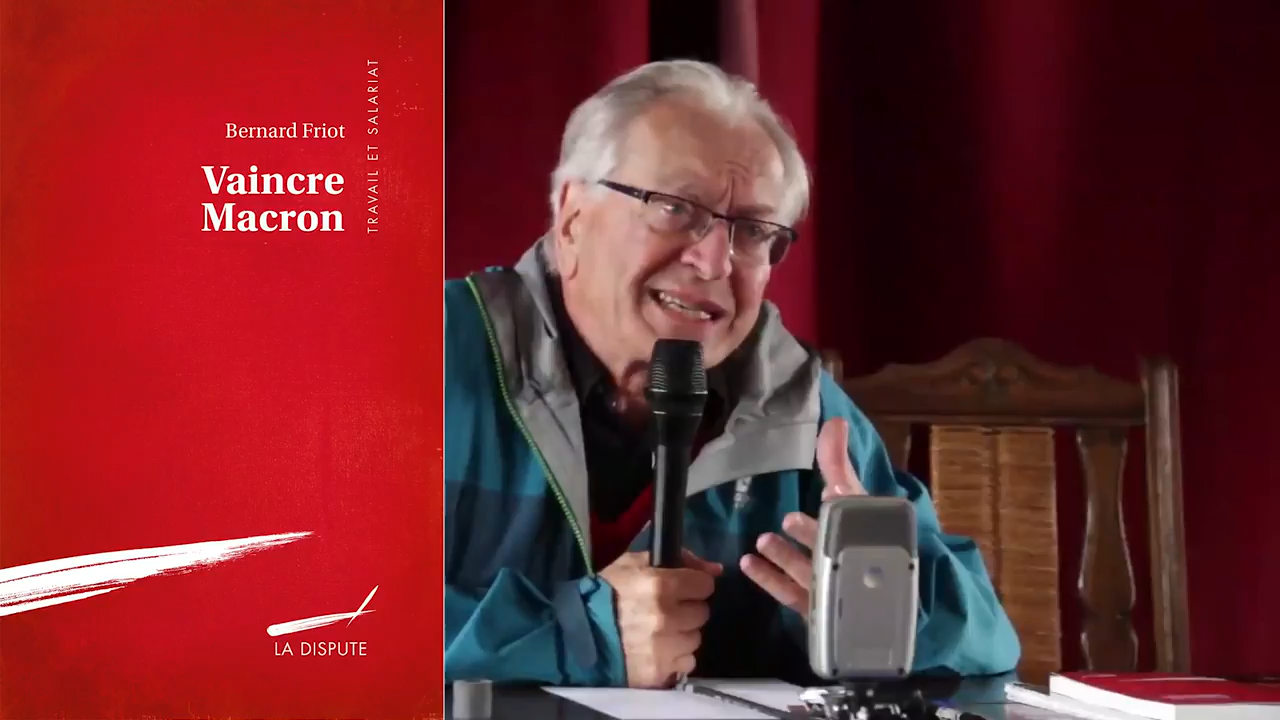 Bernard Friot
Vaincre
Macron
TRAVAIL ET SALARIAT
LA DISPUTE